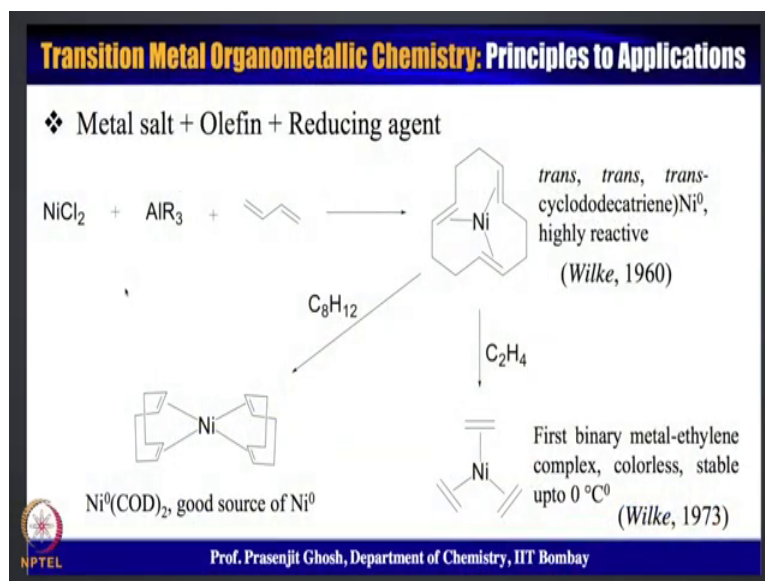 Transition Metal Organometallic Chemistry: Principles to Applications
❖ Metal salt + Olefin + Reducing agent
NiCl₂ + AlR₃ +
Ni
trans, trans, trans-
cyclododecatriene)Ni⁰,
highly reactive
(Wilke, 1960)
C₈H₁₂
C₂H₄
Ni
Ni⁰(COD)₂, good source of Ni⁰
Ni
First binary metal-ethylene
complex, colorless, stable
upto 0 °C⁰
(Wilke, 1973)
NPTEL
Prof. Prasenjit Ghosh, Department of Chemistry, IIT Bombay